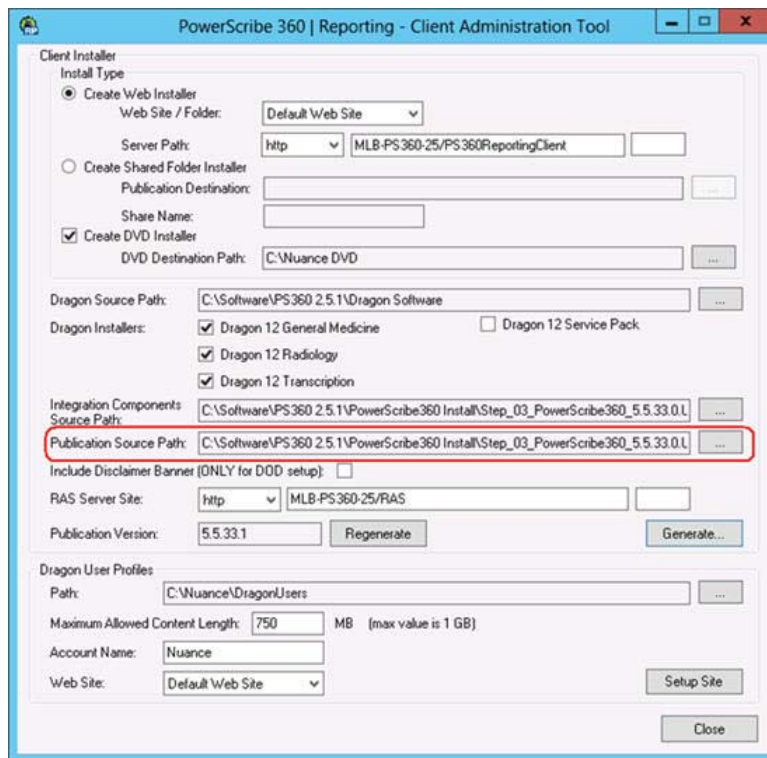 PowerScribe 360 | Reporting - Client Administration Tool
Client Installer
Install Type
Create Web Installer
Web Site / Folder: Default Web Site
Server Path: http MLB-PS360-25/PS360ReportingClient
Create Shared Folder Installer
Publication Destination: ...
Share Name:
Create DVD Installer
DVD Destination Path: C:\Nuance DVD ...
Dragon Source Path: C:\Software\PS360 2.5.1\Dragon Software ...
Dragon Installers: Dragon 12 General Medicine Dragon 12 Service Pack
Dragon 12 Radiology
Dragon 12 Transcription
Integration Components
Source Path: C:\Software\PS360 2.5.1\PowerScribe360 Install\Step_03_PowerScribe360_5.5.33.0.L ...
Publication Source Path: C:\Software\PS360 2.5.1\PowerScribe360 Install\Step_03_PowerScribe360_5.5.33.0.L ...
Include Disclaimer Banner (ONLY for DOD setup):
RAS Server Site: http MLB-PS360-25/RAS
Publication Version: 5.5.33.1 Regenerate Generate...
Dragon User Profiles
Path: C:\Nuance\DragonUsers ...
Maximum Allowed Content Length: 750 MB (max value is 1 GB)
Account Name: Nuance
Web Site: Default Web Site Setup Site
Close